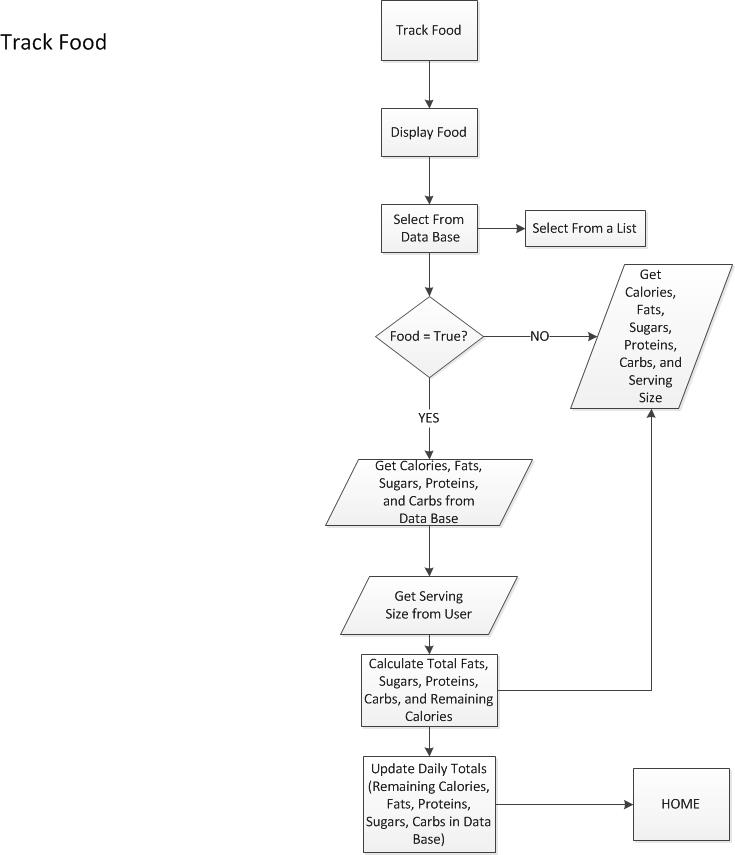 Track Food
Track Food
Display Food
Select From
Data Base
Select From a List
Get
Calories,
Fats,
Sugars,
Proteins,
Carbs, and
Serving
Size
Food = True?
NO
YES
Get Calories, Fats,
Sugars, Proteins,
and Carbs from
Data Base
Get Serving
Size from User
Calculate Total Fats,
Sugars, Proteins,
Carbs, and Remaining
Calories
Update Daily Totals
(Remaining Calories,
Fats, Proteins,
Sugars, Carbs in Data
Base)
HOME